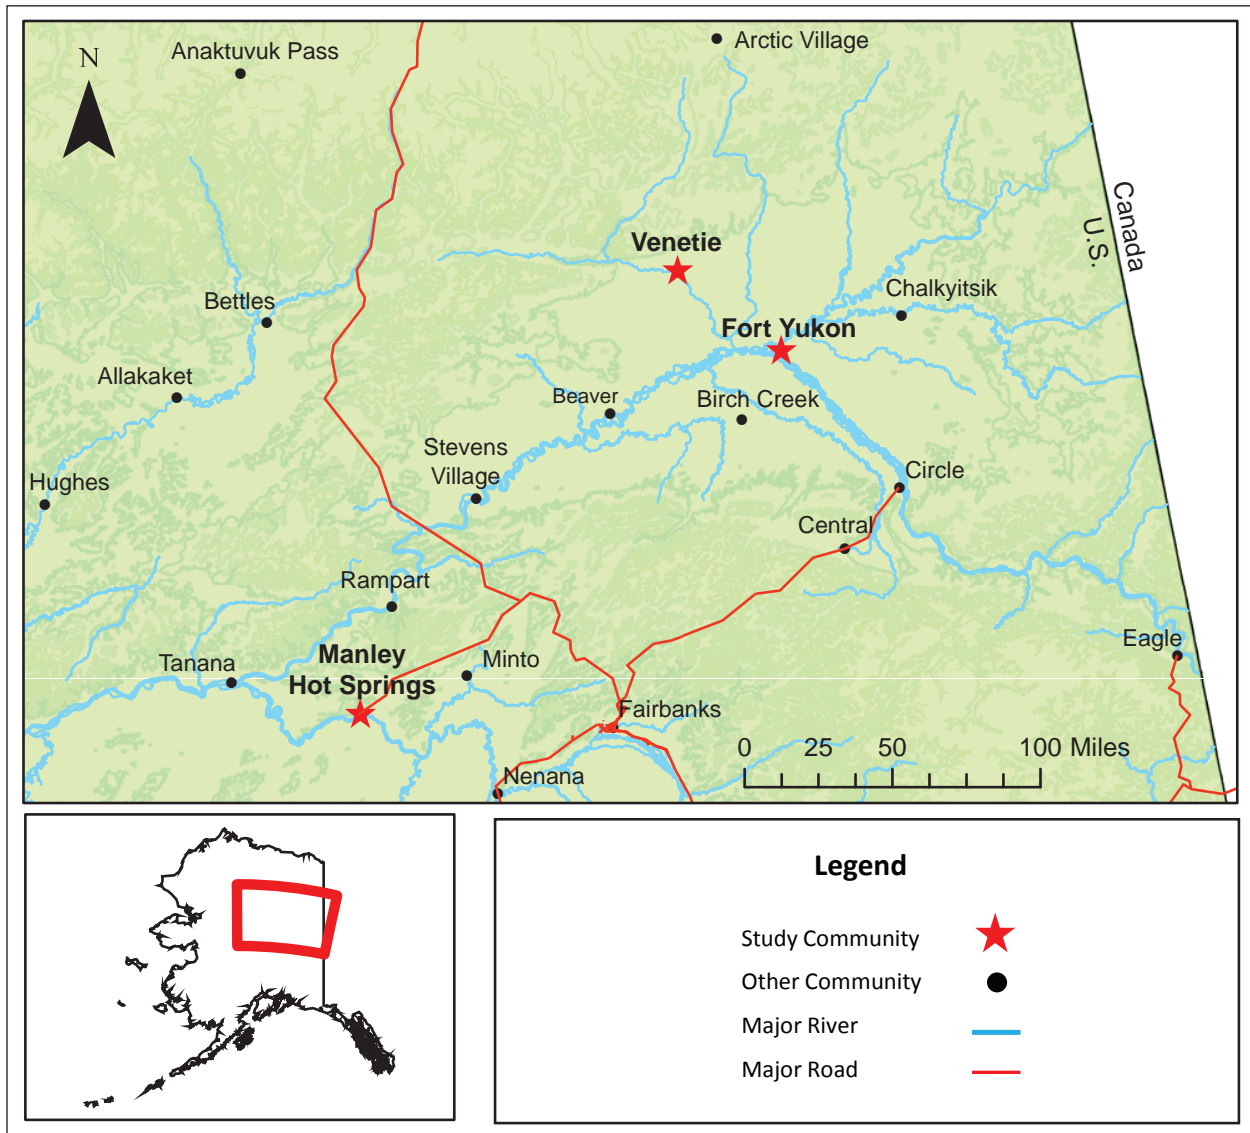 N
Anaktuvuk Pass
Arctic Village
Canada
U.S.
Venetie
Bettles
Chalkyitsik
Fort Yukon
Allakaket
Beaver
Birch Creek
Stevens
Village
Hughes
Circle
Central
Rampart
Eagle
Manley
Hot Springs
Tanana
Minto
Fairbanks
0 25 50 100 Miles
Nenana
Legend
Study Community
Other Community
Major River
Major Road